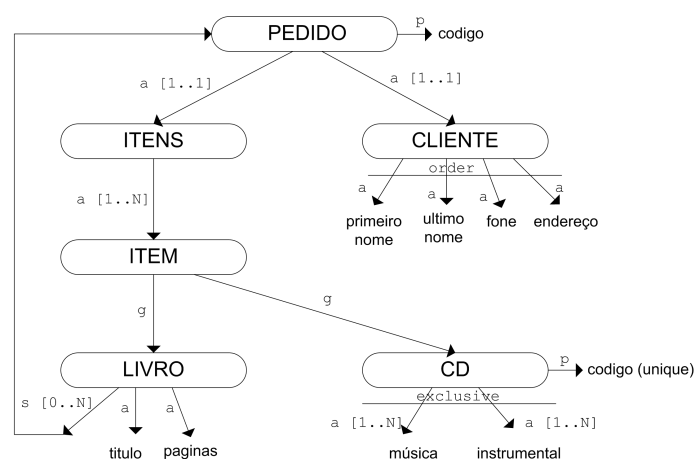 PEDIDO
p
codigo
a [1..1]
a [1..1]
ITENS
CLIENTE
order
a [1..N]
a
a
a
a
primeiro
nome
ultimo
nome
fone
endereço
ITEM
g
g
LIVRO
CD
p
codigo (unique)
exclusive
s [0..N]
a
a
a [1..N]
a [1..N]
titulo
paginas
música
instrumental